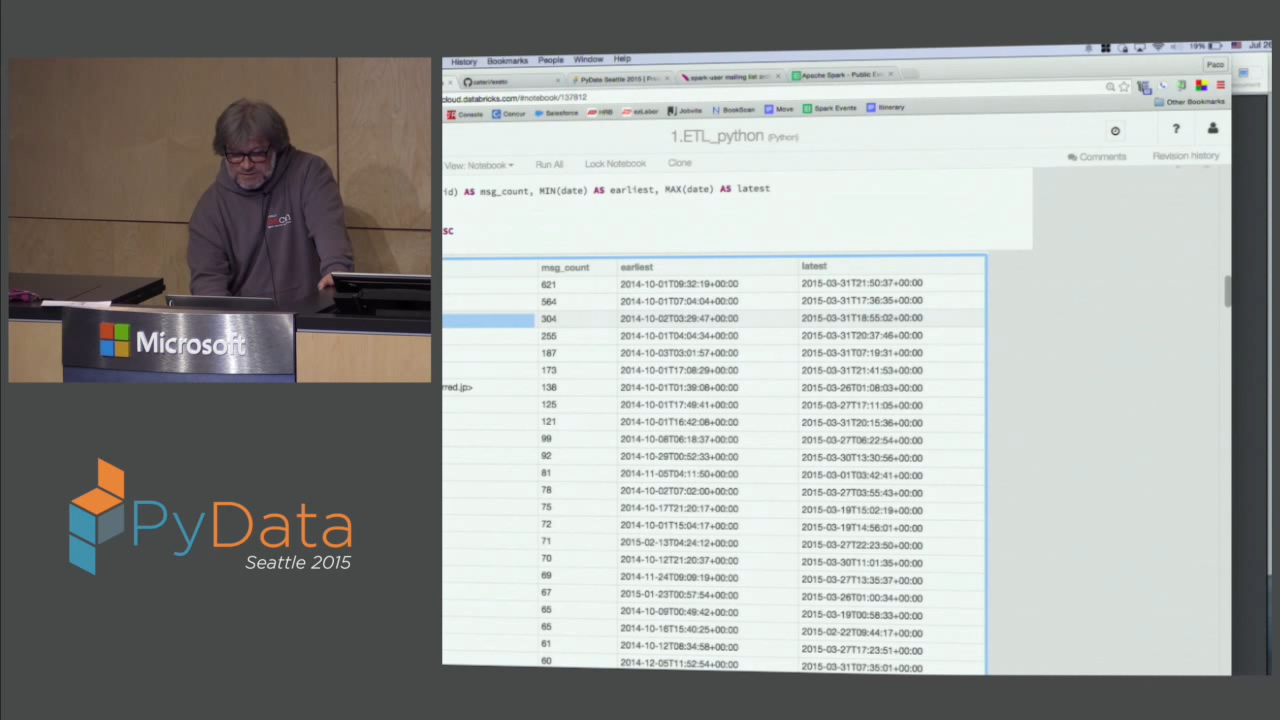 History Bookmarks People Window Help
19% Jul 26
PyData Seattle 2015 | Pres
spark-user mailing list onli
Apache Spark - Public Ev
Paco
cloud.databricks.com/#notebook/137812
Console Concur Salesforce HRB ezLabor Jobvite BookScan Move Spark Events Itinerary
Other Bookmarks
1.ETL_python (Python)
View: Notebook Run All Lock Notebook Clone
Comments Revision history
id) AS msg_count, MIN(date) AS earliest, MAX(date) AS latest
SC
msg_count earliest latest
621 2014-10-01T09:32:19+00:00 2015-03-31T21:50:37+00:00
564 2014-10-01T07:04:04+00:00 2015-03-31T17:36:35+00:00
304 2014-10-02T03:29:47+00:00 2015-03-31T18:55:02+00:00
255 2014-10-01T04:04:34+00:00 2015-03-31T20:37:46+00:00
187 2014-10-03T03:01:57+00:00 2015-03-31T07:19:31+00:00
173 2014-10-01T17:08:29+00:00 2015-03-31T21:41:53+00:00
rred.jp> 138 2014-10-01T01:39:08+00:00 2015-03-26T01:08:03+00:00
125 2014-10-01T17:49:41+00:00 2015-03-27T17:11:05+00:00
121 2014-10-01T16:42:08+00:00 2015-03-31T20:15:36+00:00
99 2014-10-08T06:18:37+00:00 2015-03-27T06:22:54+00:00
92 2014-10-29T00:52:33+00:00 2015-03-30T13:30:56+00:00
81 2014-11-05T04:11:50+00:00 2015-03-01T03:42:41+00:00
78 2014-10-02T07:02:00+00:00 2015-03-27T03:55:43+00:00
75 2014-10-17T21:20:17+00:00 2015-03-19T15:02:19+00:00
72 2014-10-01T15:04:17+00:00 2015-03-19T14:56:01+00:00
71 2015-02-13T04:24:12+00:00 2015-03-27T22:23:50+00:00
70 2014-10-12T21:20:37+00:00 2015-03-30T11:01:35+00:00
69 2014-11-24T09:09:19+00:00 2015-03-27T13:35:37+00:00
67 2015-01-23T00:57:54+00:00 2015-03-26T01:00:34+00:00
65 2014-10-09T00:49:42+00:00 2015-03-19T00:58:33+00:00
65 2014-10-16T15:40:25+00:00 2015-02-22T09:44:17+00:00
61 2014-10-12T08:34:58+00:00 2015-03-27T17:23:51+00:00
60 2014-12-05T11:52:54+00:00 2015-03-31T07:35:01+00:00
Microsoft
PyData
Seattle 2015